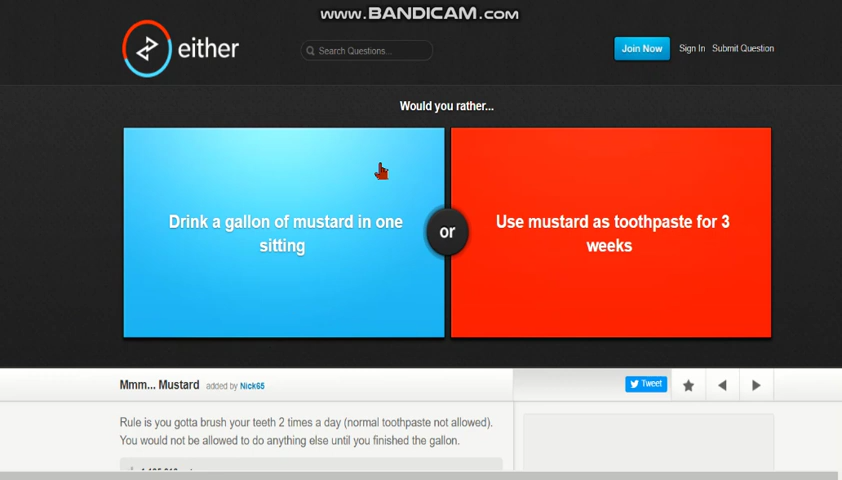 www.BANDICAM.com
either
Search Questions...
Join Now
Sign In
Submit Question
Would you rather...
Drink a gallon of mustard in one
sitting
or
Use mustard as toothpaste for 3
weeks
Mmm... Mustard
added by Nick65
Tweet
Rule is you gotta brush your teeth 2 times a day (normal toothpaste not allowed).
You would not be allowed to do anything else until you finished the gallon.